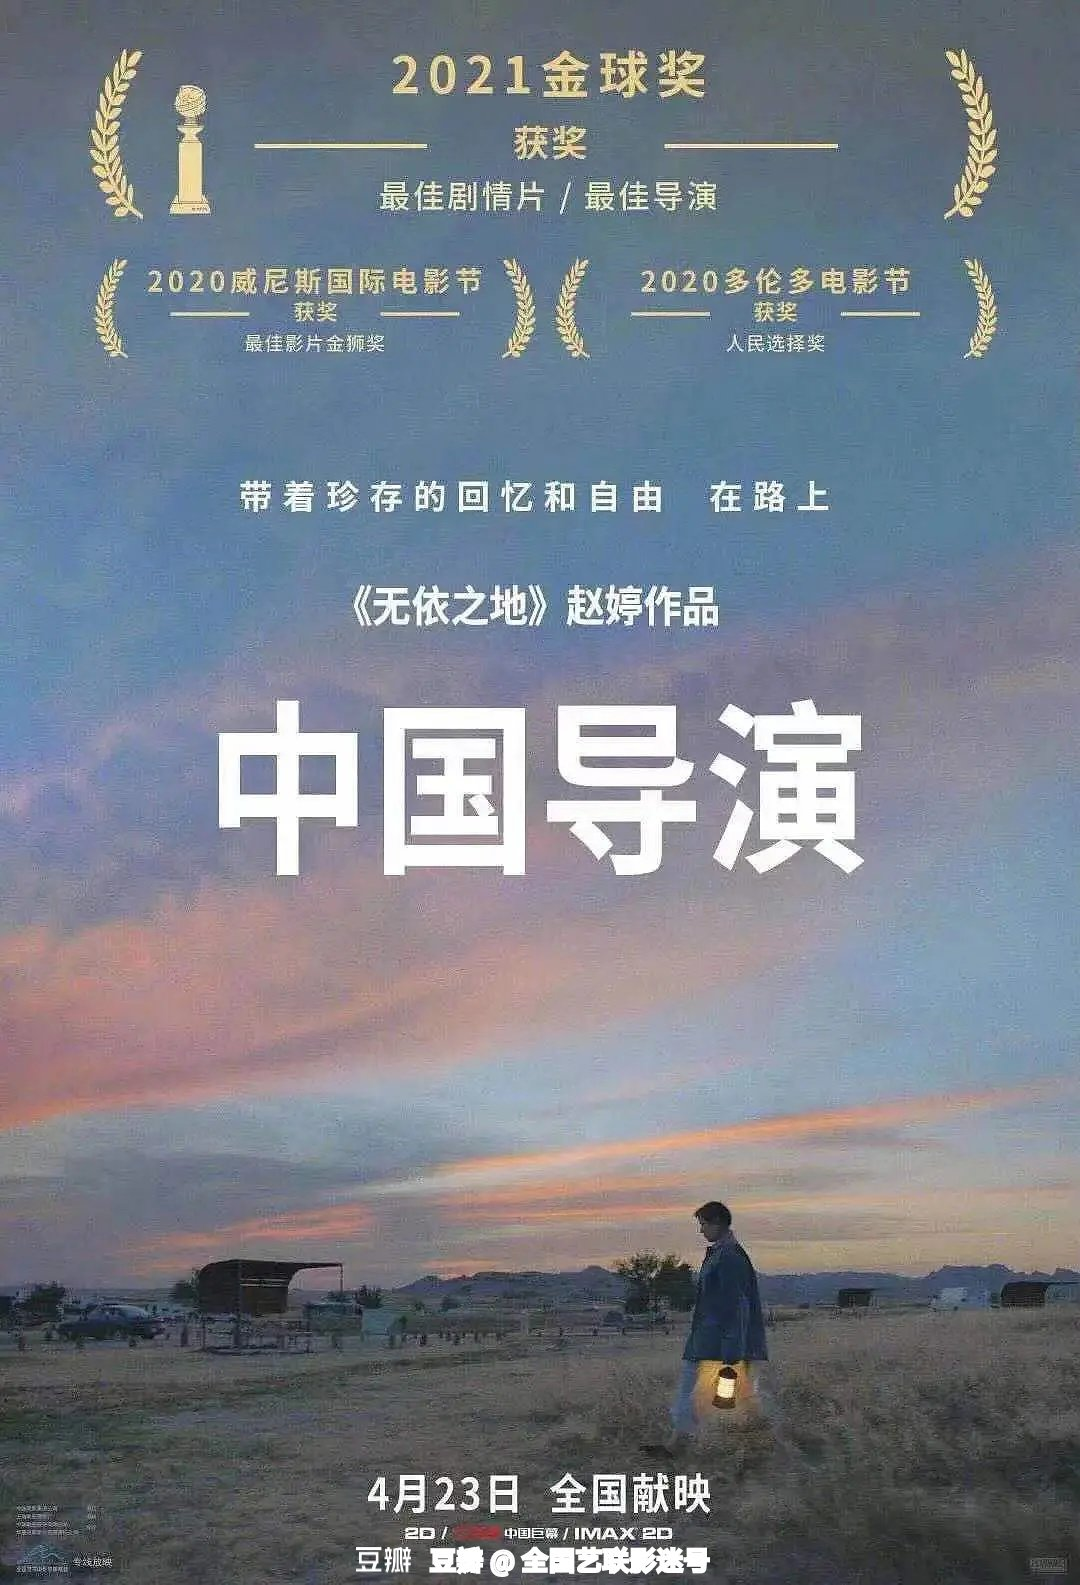 2021金球奖
获奖
最佳剧情片 / 最佳导演
2020威尼斯国际电影节
获奖
最佳影片金狮奖
2020多伦多电影节
获奖
人民选择奖
带着珍存的回忆和自由 在路上
《无依之地》赵婷作品
中国导演
4月23日 全国献映
2D / 中国巨幕 / IMAX 2D
专线放映
豆瓣 豆瓣@全国艺联影迷号